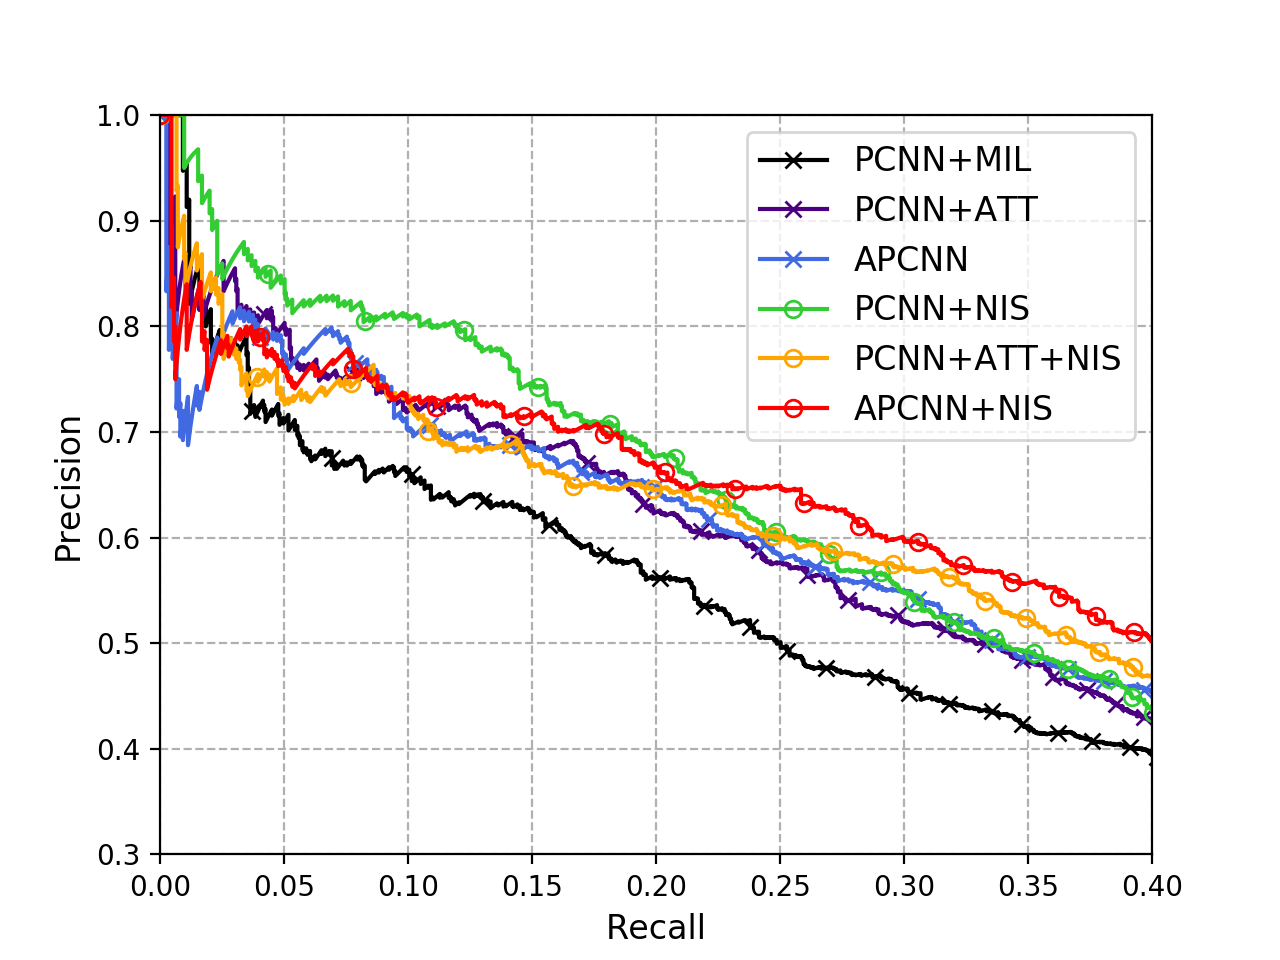 PCNN+MIL
PCNN+ATT
APCNN
PCNN+NIS
PCNN+ATT+NIS
APCNN+NIS
Precision
1.0
0.9
0.8
0.7
0.6
0.5
0.4
0.3
0.00 0.05 0.10 0.15 0.20 0.25 0.30 0.35 0.40
Recall